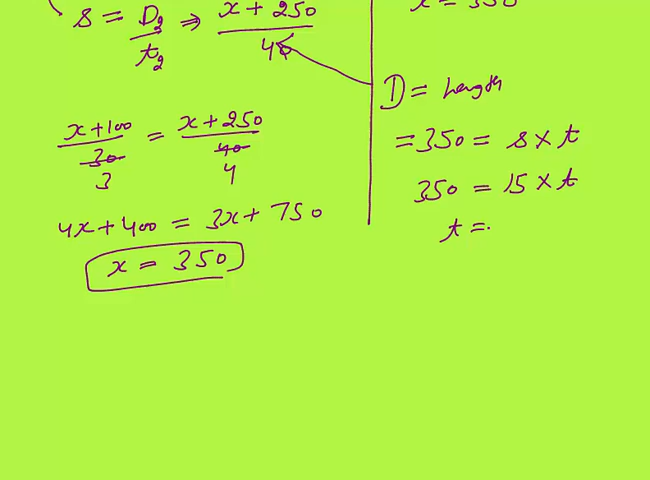 S = D2/t2 ⇒ x + 250/40
x+100/30 = x+250/40
3 4
4x+400 = 3x+ 750
x = 350
x = 350
D = Length
= 350 = s × t
350 = 15 × t
t =